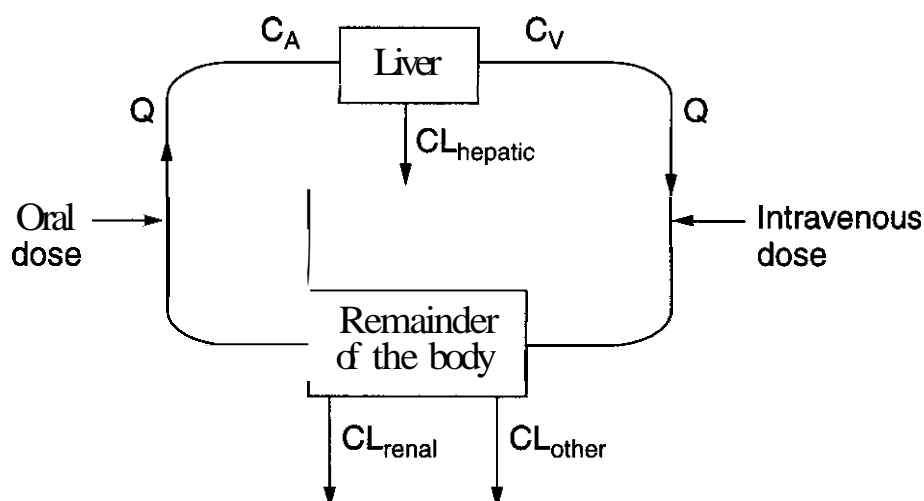 C_A
Liver
C_V
Q
Q
CL_hepatic
Oral
dose
Intravenous
dose
Remainder
of the body
CL_renal
CL_other